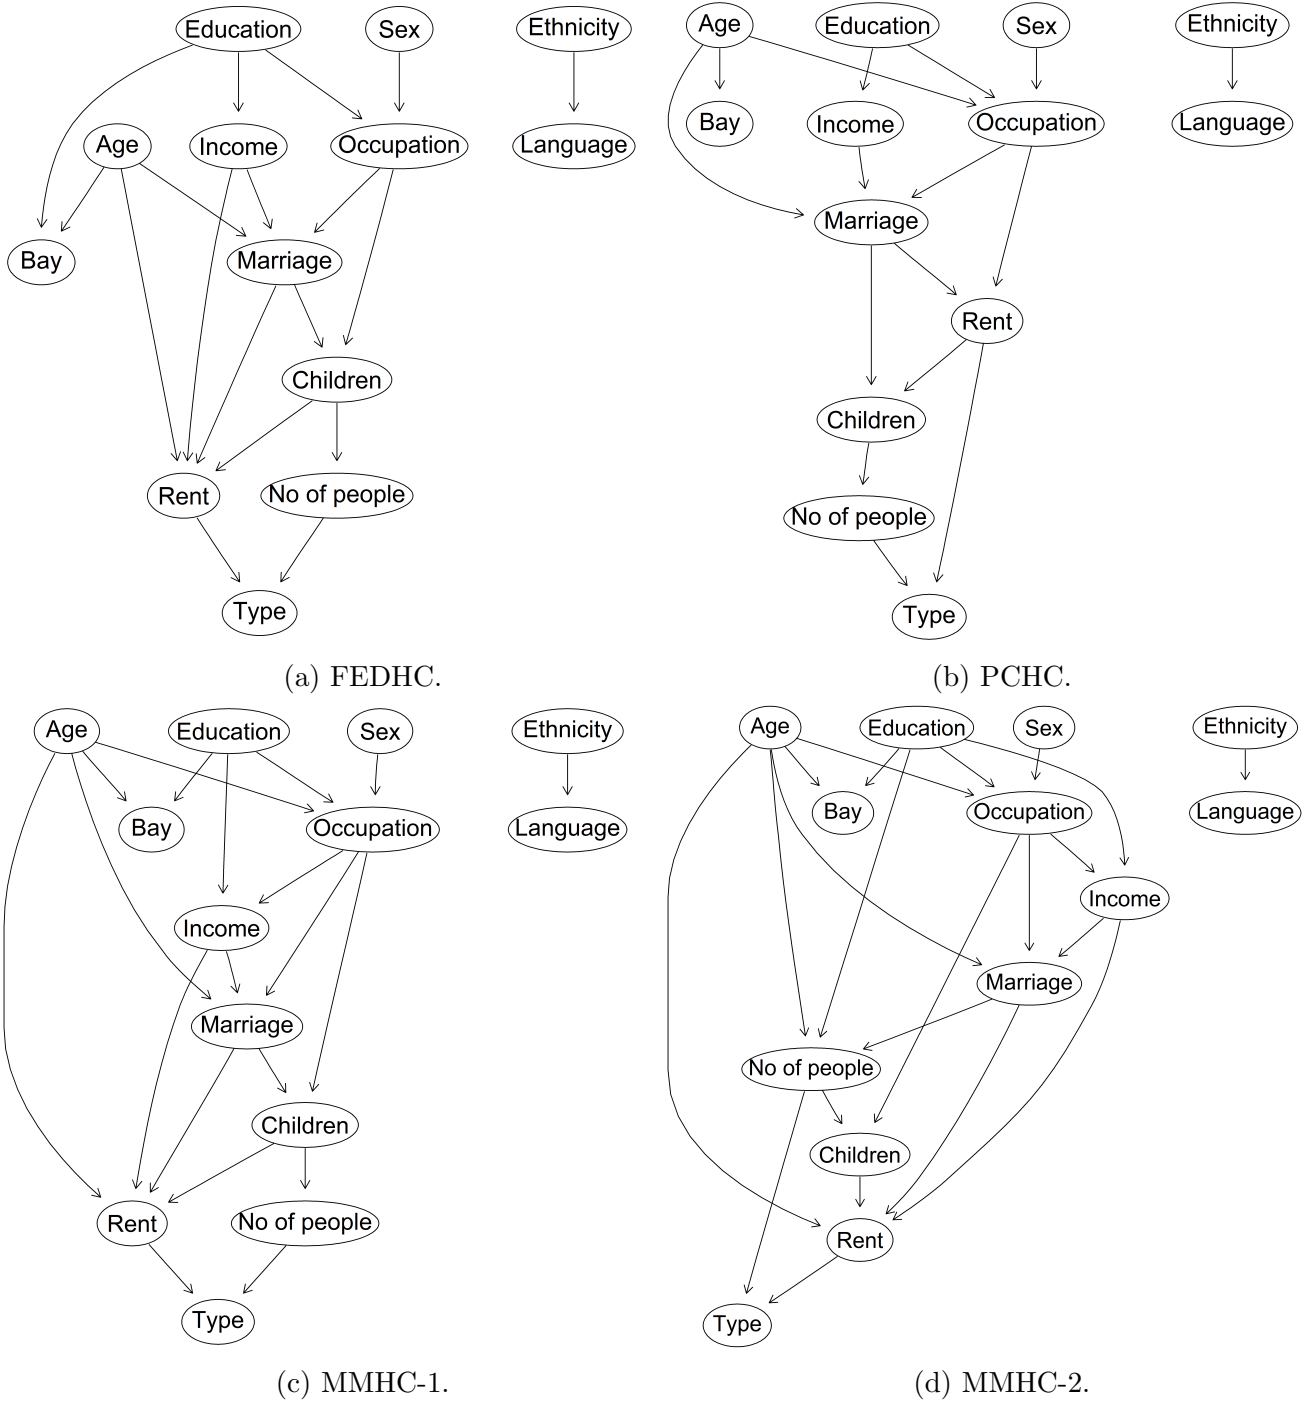 Education
Sex
Ethnicity
Age
Income
Occupation
Language
Bay
Marriage
Children
Rent
No of people
Type
(a) FEDHC.
Age
Education
Sex
Ethnicity
Bay
Income
Occupation
Language
Marriage
Rent
Children
No of people
Type
(b) PCHC.
Age
Education
Sex
Ethnicity
Bay
Occupation
Language
Income
Marriage
Children
Rent
No of people
Type
(c) MMHC-1.
Age
Education
Sex
Ethnicity
Bay
Occupation
Language
Income
Marriage
No of people
Children
Rent
Type
(d) MMHC-2.